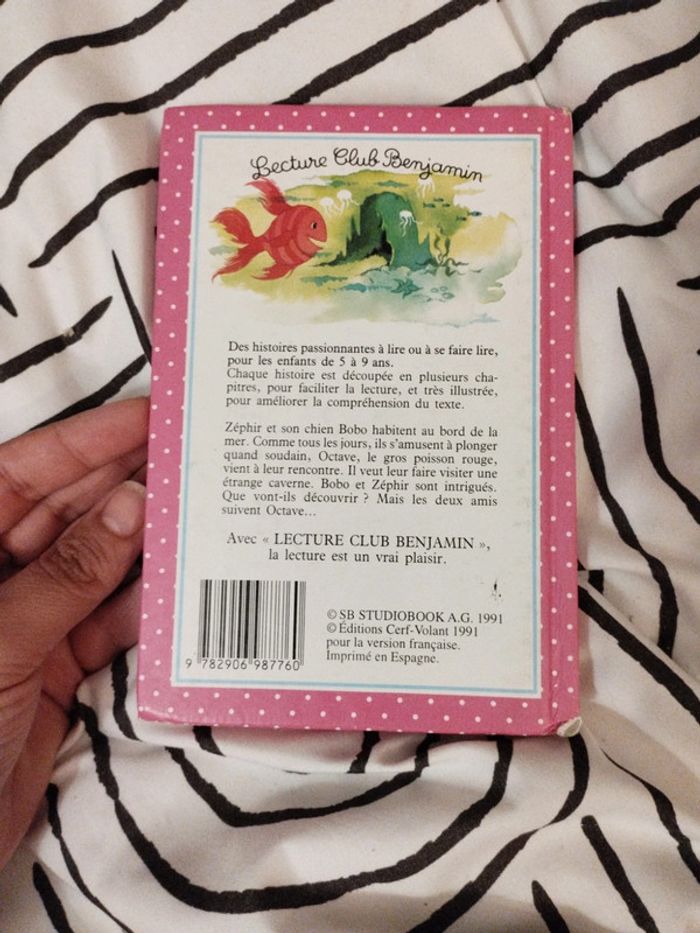 Lecture Club Benjamin
Des histoires passionnantes à lire ou à se faire lire,
pour les enfants de 5 à 9 ans.
Chaque histoire est découpée en plusieurs cha-
pitres, pour faciliter la lecture, et très illustrée,
pour améliorer la compréhension du texte.
Zéphir et son chien Bobo habitent au bord de la
mer. Comme tous les jours, ils s'amusent à plonger
quand soudain, Octave, le gros poisson rouge,
vient à leur rencontre. Il veut leur faire visiter une
étrange caverne. Bobo et Zéphir sont intrigués.
Que vont-ils découvrir ? Mais les deux amis
suivent Octave...
Avec « LECTURE CLUB BENJAMIN »,
la lecture est un vrai plaisir.
© SB STUDIOBOOK A.G. 1991
© Éditions Cerf-Volant 1991
pour la version française.
Imprimé en Espagne.
9 782906 987760